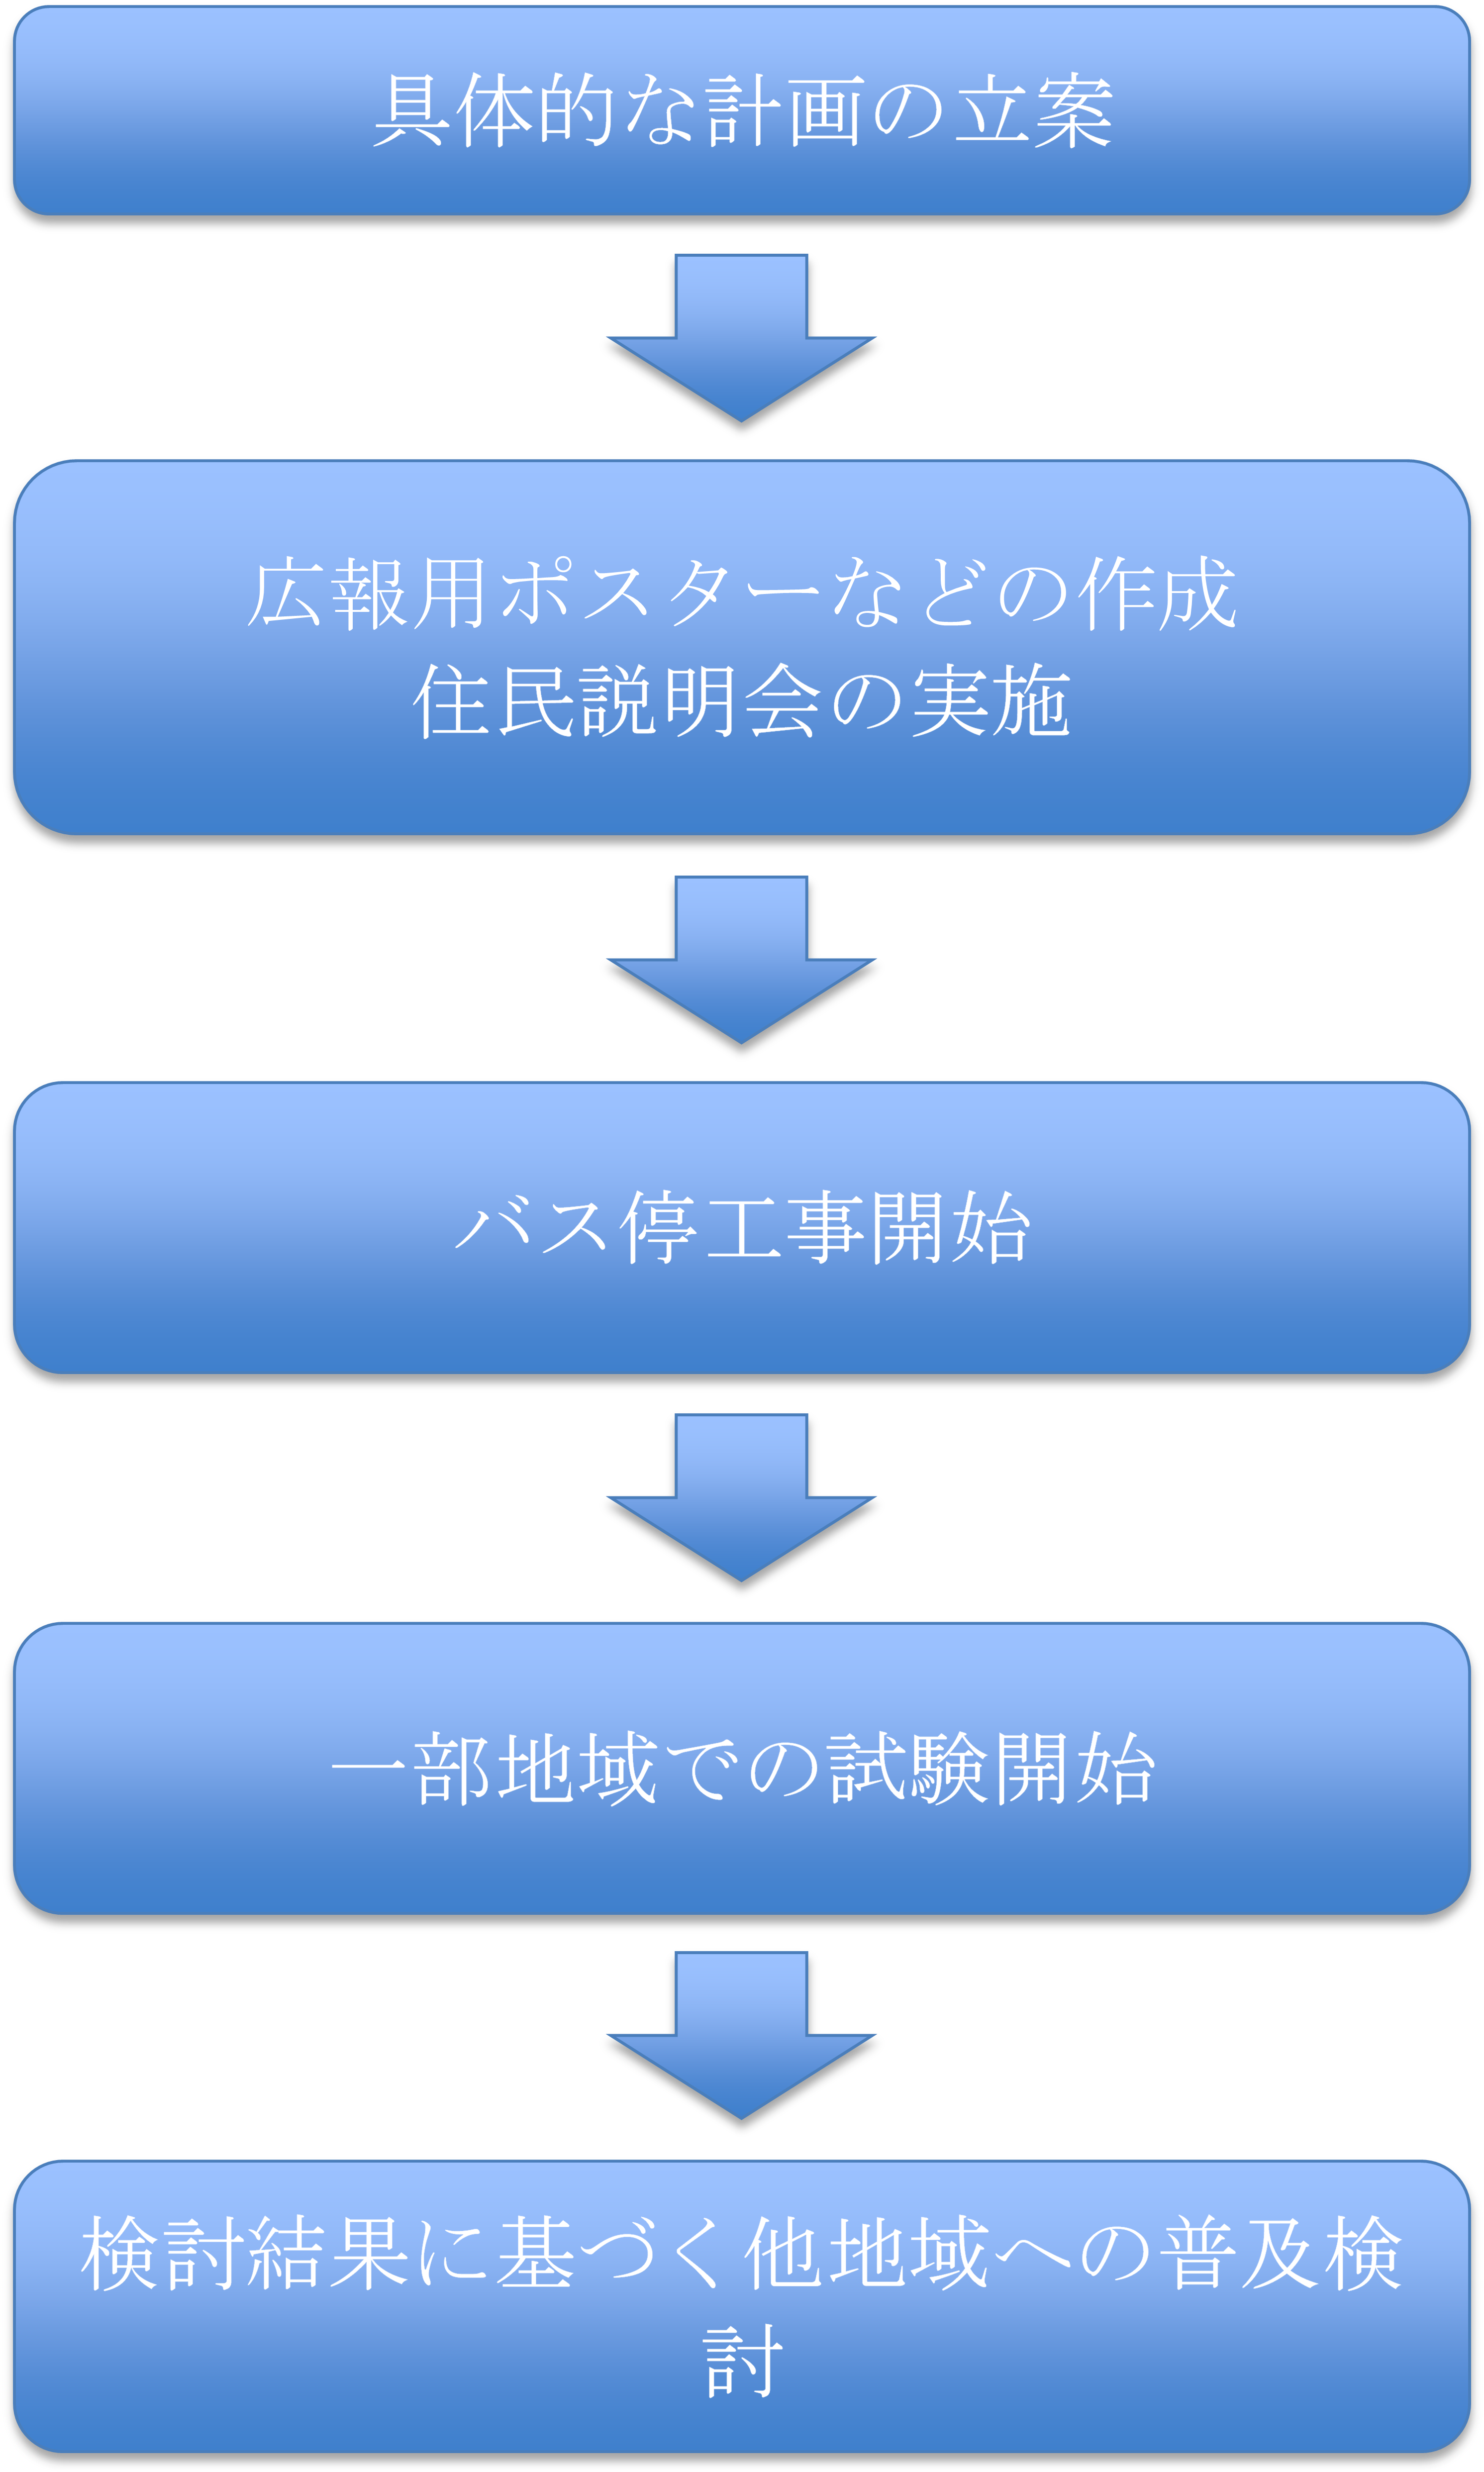 具体的な計画の立案
広報用ポスターなどの作成
住民説明会の実施
バス停工事開始
一部地域での試験開始
検討結果に基づく他地域への普及検
討